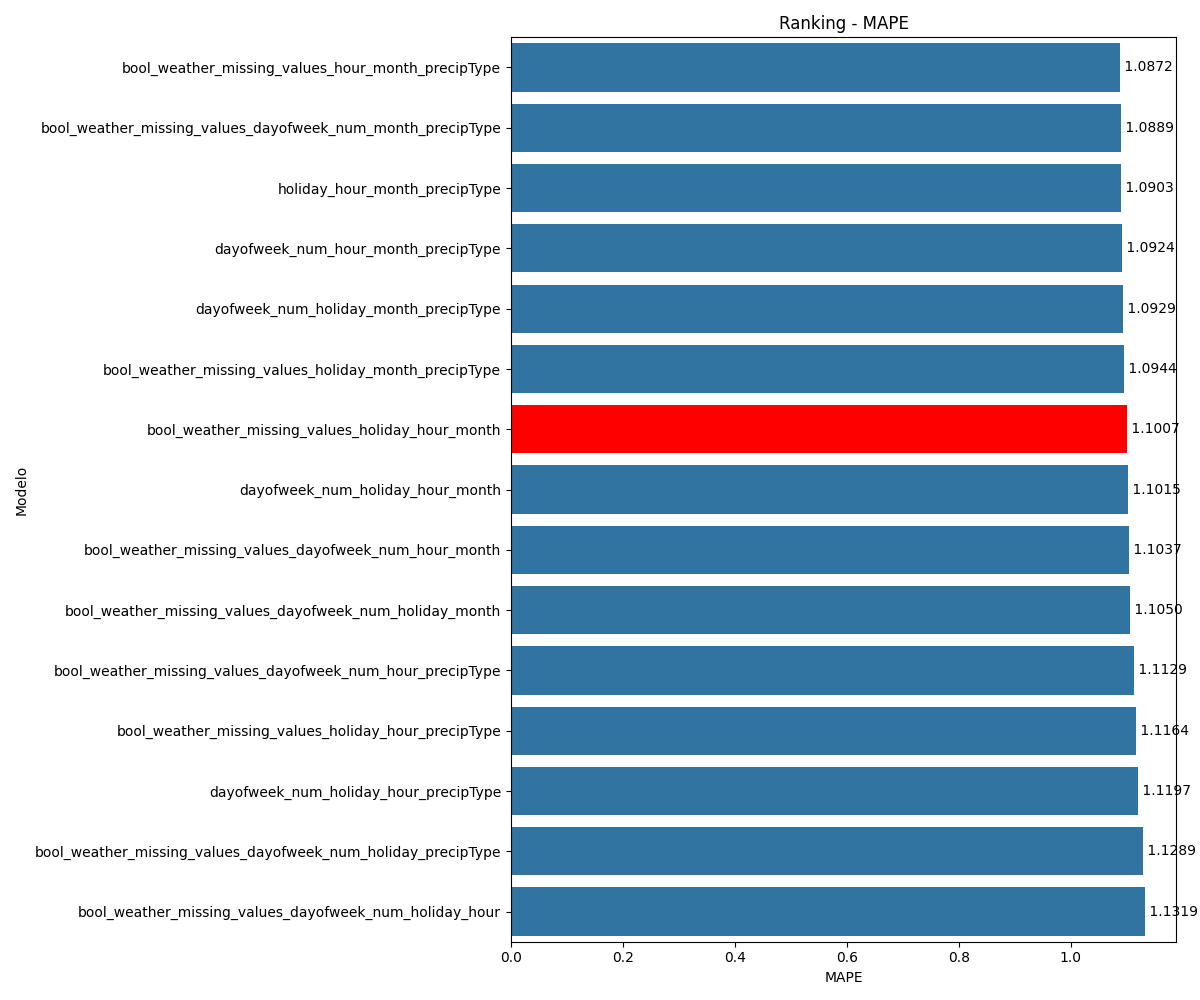 Ranking - MAPE
bool_weather_missing_values_hour_month_precipType 1.0872
bool_weather_missing_values_dayofweek_num_month_precipType 1.0889
holiday_hour_month_precipType 1.0903
dayofweek_num_hour_month_precipType 1.0924
dayofweek_num_holiday_month_precipType 1.0929
bool_weather_missing_values_holiday_month_precipType 1.0944
bool_weather_missing_values_holiday_hour_month 1.1007
dayofweek_num_holiday_hour_month 1.1015
bool_weather_missing_values_dayofweek_num_hour_month 1.1037
bool_weather_missing_values_dayofweek_num_holiday_month 1.1050
bool_weather_missing_values_dayofweek_num_hour_precipType 1.1129
bool_weather_missing_values_holiday_hour_precipType 1.1164
dayofweek_num_holiday_hour_precipType 1.1197
bool_weather_missing_values_dayofweek_num_holiday_precipType 1.1289
bool_weather_missing_values_dayofweek_num_holiday_hour 1.1319
Modelo
0.0 0.2 0.4 0.6 0.8 1.0
MAPE